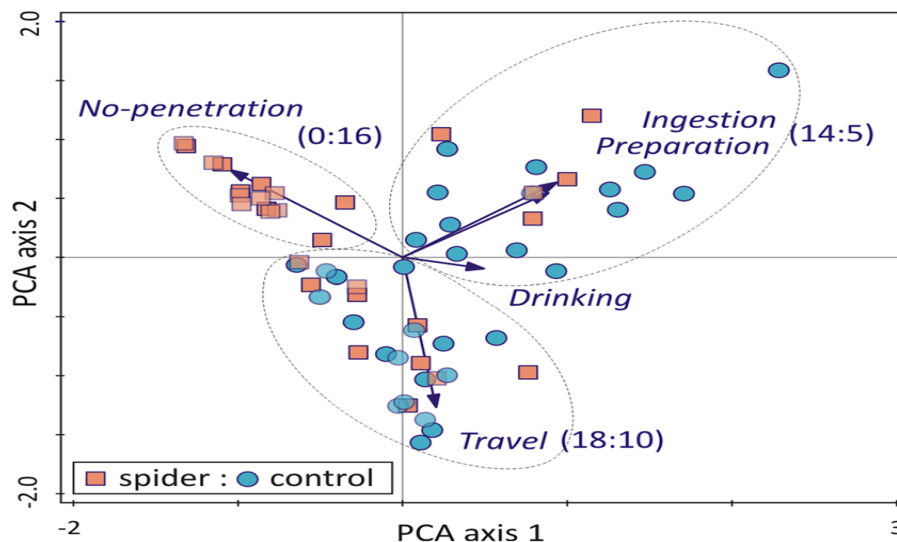 2.0
No-penetration
(0:16)
Ingestion
Preparation (14:5)
PCA axis 2
Drinking
Travel (18:10)
spider : control
-2.0
-2
PCA axis 1
3